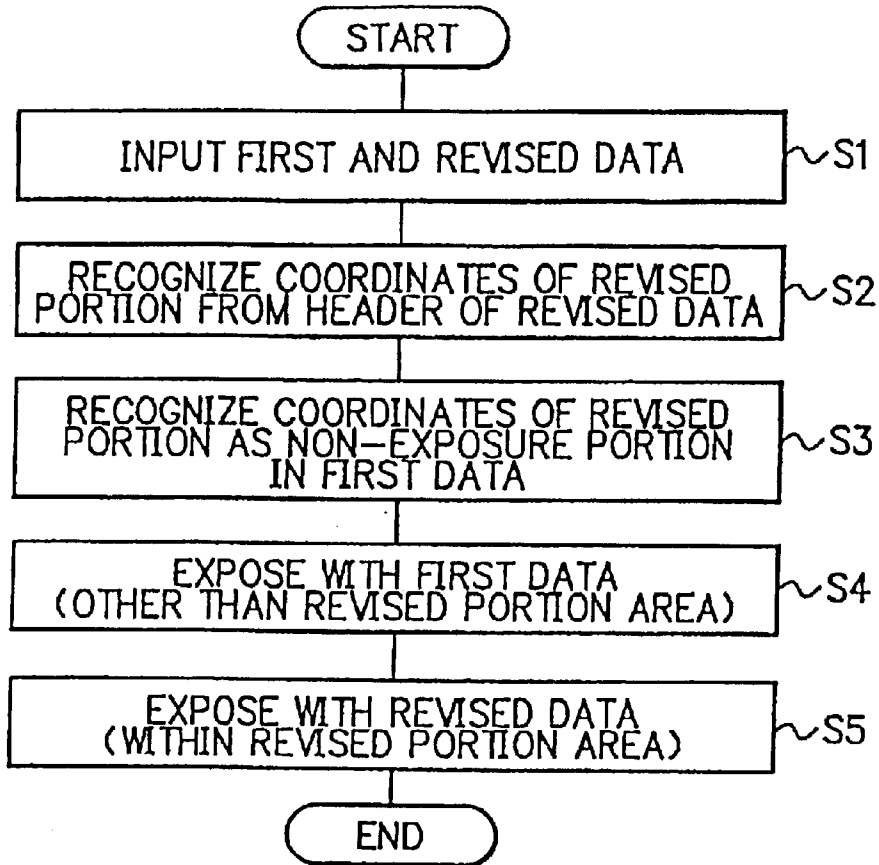 START
INPUT FIRST AND REVISED DATA
S1
RECOGNIZE COORDINATES OF REVISED
PORTION FROM HEADER OF REVISED DATA
S2
RECOGNIZE COORDINATES OF REVISED
PORTION AS NON-EXPOSURE PORTION
IN FIRST DATA
S3
EXPOSE WITH FIRST DATA
(OTHER THAN REVISED PORTION AREA)
S4
EXPOSE WITH REVISED DATA
(WITHIN REVISED PORTION AREA)
S5
END